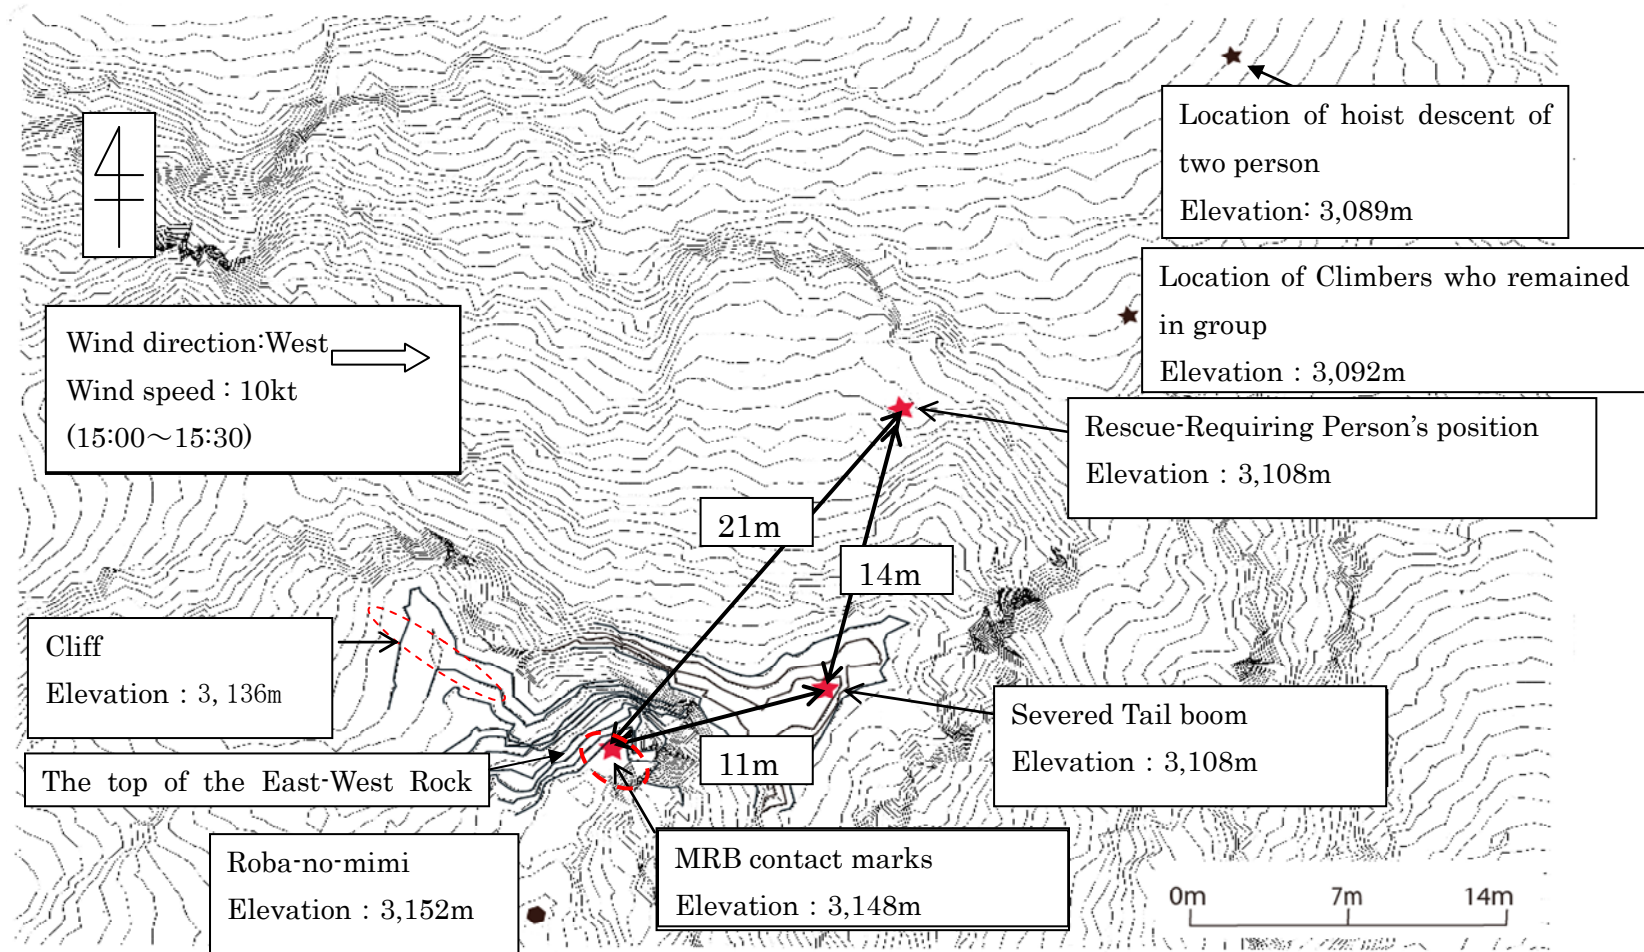 Location of hoist descent of
two person
Elevation: 3,089m
Location of Climbers who remained
in group
Elevation : 3,092m
Wind direction:West
Wind speed : 10kt
(15:00～15:30)
Rescue-Requiring Person's position
Elevation : 3,108m
21m
14m
Cliff
Elevation : 3,136m
Severed Tail boom
Elevation : 3,108m
11m
The top of the East-West Rock
Roba-no-mimi
Elevation : 3,152m
MRB contact marks
Elevation : 3,148m
0m 7m 14m